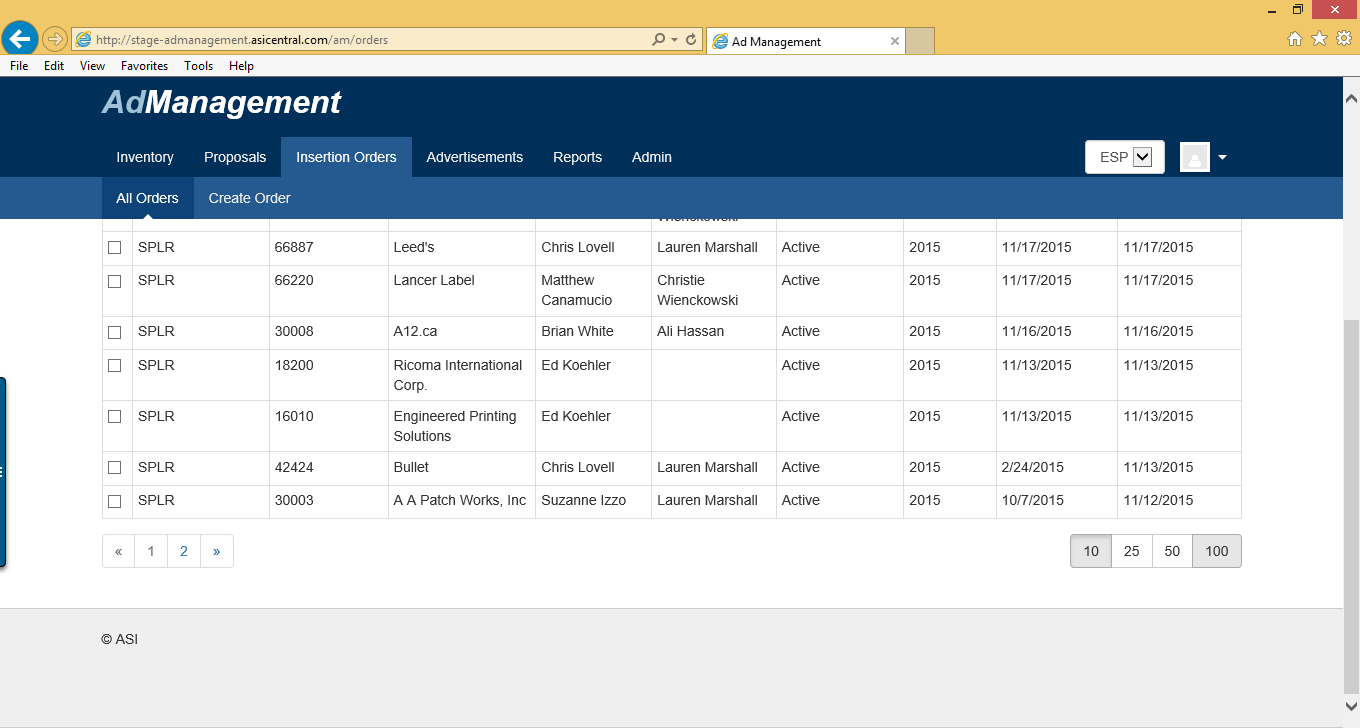 http://stage-admanagement.asicentral.com/am/orders
Ad Management
File Edit View Favorites Tools Help
AdManagement
Inventory Proposals Insertion Orders Advertisements Reports Admin ESP
All Orders Create Order
SPLR 66887 Leed's Chris Lovell Lauren Marshall Active 2015 11/17/2015 11/17/2015
SPLR 66220 Lancer Label Matthew Christie Active 2015 11/17/2015 11/17/2015
Canamucio Wienckowski
SPLR 30008 A12.ca Brian White Ali Hassan Active 2015 11/16/2015 11/16/2015
SPLR 18200 Ricoma International Ed Koehler Active 2015 11/13/2015 11/13/2015
Corp.
SPLR 16010 Engineered Printing Ed Koehler Active 2015 11/13/2015 11/13/2015
Solutions
SPLR 42424 Bullet Chris Lovell Lauren Marshall Active 2015 2/24/2015 11/13/2015
SPLR 30003 A A Patch Works, Inc Suzanne Izzo Lauren Marshall Active 2015 10/7/2015 11/12/2015
« 1 2 » 10 25 50 100
© ASI